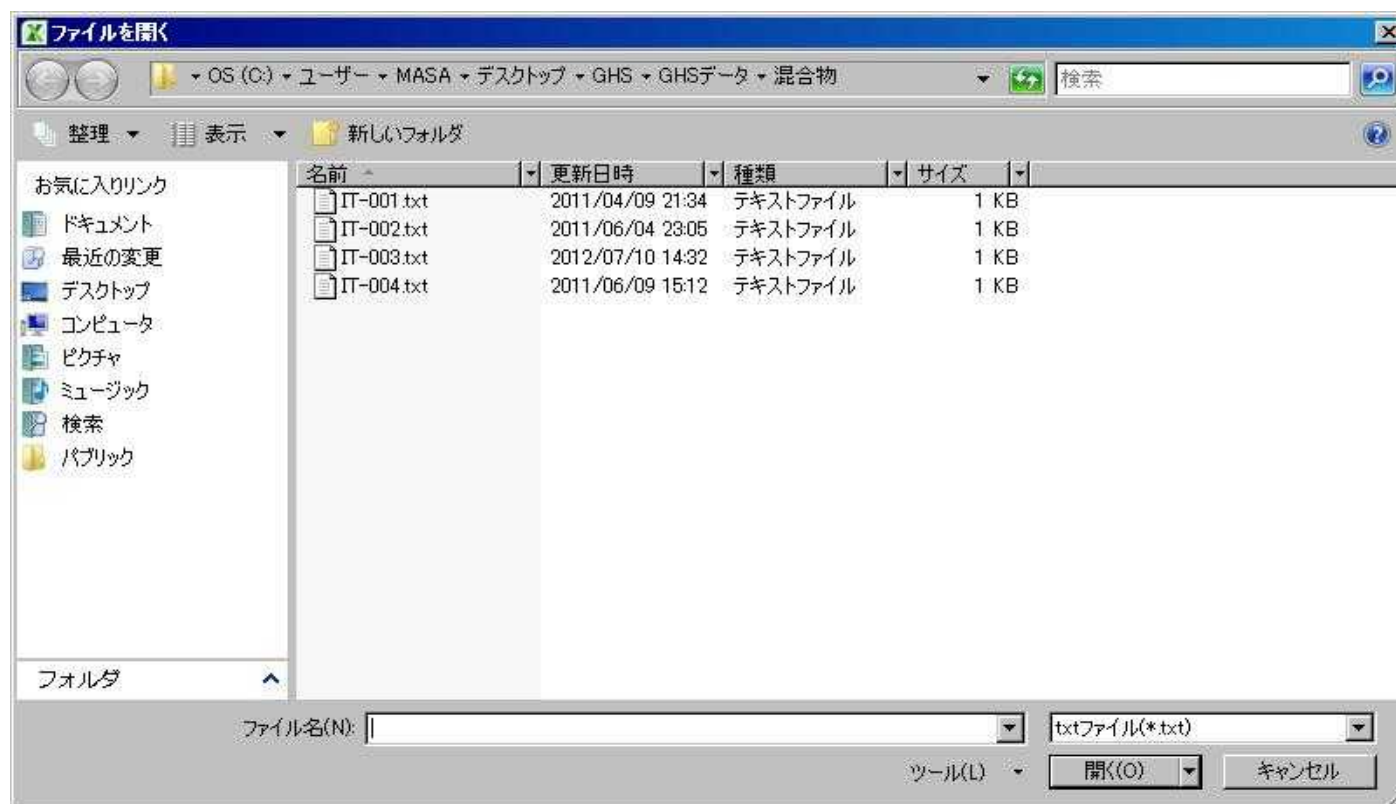 ファイルを開く
OS (C:) ユーザー MASA デスクトップ GHS GHSデータ 混合物 検索
整理 表示 新しいフォルダ
お気に入りリンク
ドキュメント
最近の変更
デスクトップ
コンピュータ
ピクチャ
ミュージック
検索
パブリック
フォルダ
名前 更新日時 種類 サイズ
IT-001.txt 2011/04/09 21:34 テキストファイル 1 KB
IT-002.txt 2011/06/04 23:05 テキストファイル 1 KB
IT-003.txt 2012/07/10 14:32 テキストファイル 1 KB
IT-004.txt 2011/06/09 15:12 テキストファイル 1 KB
ファイル名(N): txtファイル(*.txt)
ツール(L) 開く(O) キャンセル